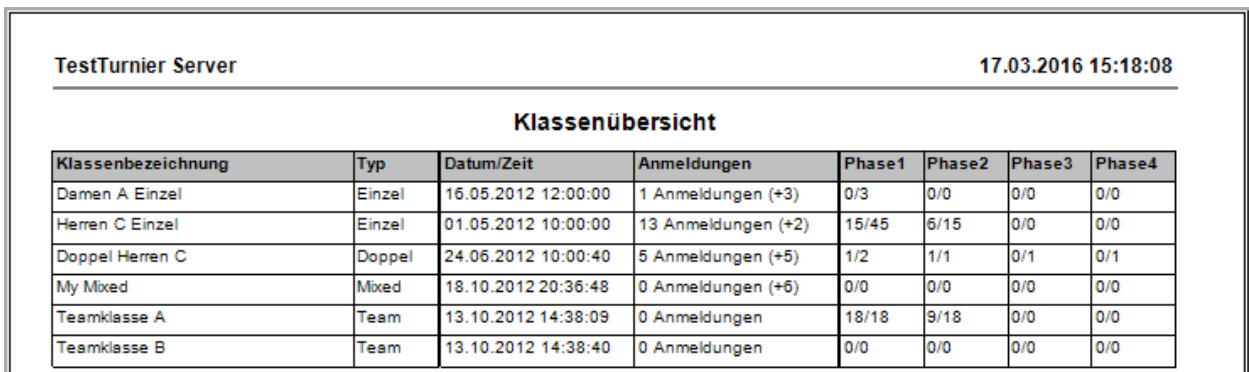 TestTurnier Server 17.03.2016 15:18:08
Klassenübersicht
Klassenbezeichnung Typ Datum/Zeit Anmeldungen Phase1 Phase2 Phase3 Phase4
Damen A Einzel Einzel 16.05.2012 12:00:00 1 Anmeldungen (+3) 0/3 0/0 0/0 0/0
Herren C Einzel Einzel 01.05.2012 10:00:00 13 Anmeldungen (+2) 15/45 6/15 0/0 0/0
Doppel Herren C Doppel 24.06.2012 10:00:40 5 Anmeldungen (+5) 1/2 1/1 0/1 0/1
My Mixed Mixed 18.10.2012 20:36:48 0 Anmeldungen (+6) 0/0 0/0 0/0 0/0
Teamklasse A Team 13.10.2012 14:38:09 0 Anmeldungen 18/18 9/18 0/0 0/0
Teamklasse B Team 13.10.2012 14:38:40 0 Anmeldungen 0/0 0/0 0/0 0/0